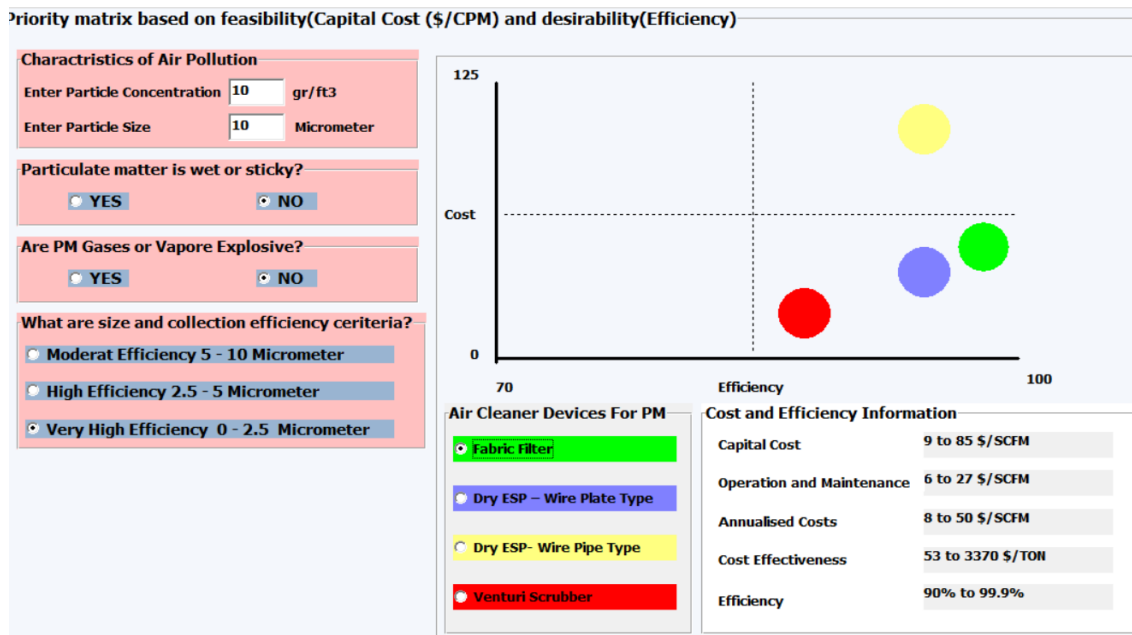 Priority matrix based on feasibility(Capital Cost ($/CPM) and desirability(Efficiency)
Charactristics of Air Pollution
Enter Particle Concentration 10 gr/ft3
Enter Particle Size 10 Micrometer
Particulate matter is wet or sticky?
YES NO
Are PM Gases or Vapore Explosive?
YES NO
What are size and collection efficiency ceriteria?
Moderat Efficiency 5 - 10 Micrometer
High Efficiency 2.5 - 5 Micrometer
Very High Efficiency 0 - 2.5 Micrometer
125
Cost
0
70 Efficiency 100
Air Cleaner Devices For PM
Fabric Filter
Dry ESP – Wire Plate Type
Dry ESP- Wire Pipe Type
Venturi Scrubber
Cost and Efficiency Information
Capital Cost 9 to 85 $/SCFM
Operation and Maintenance 6 to 27 $/SCFM
Annualised Costs 8 to 50 $/SCFM
Cost Effectiveness 53 to 3370 $/TON
Efficiency 90% to 99.9%